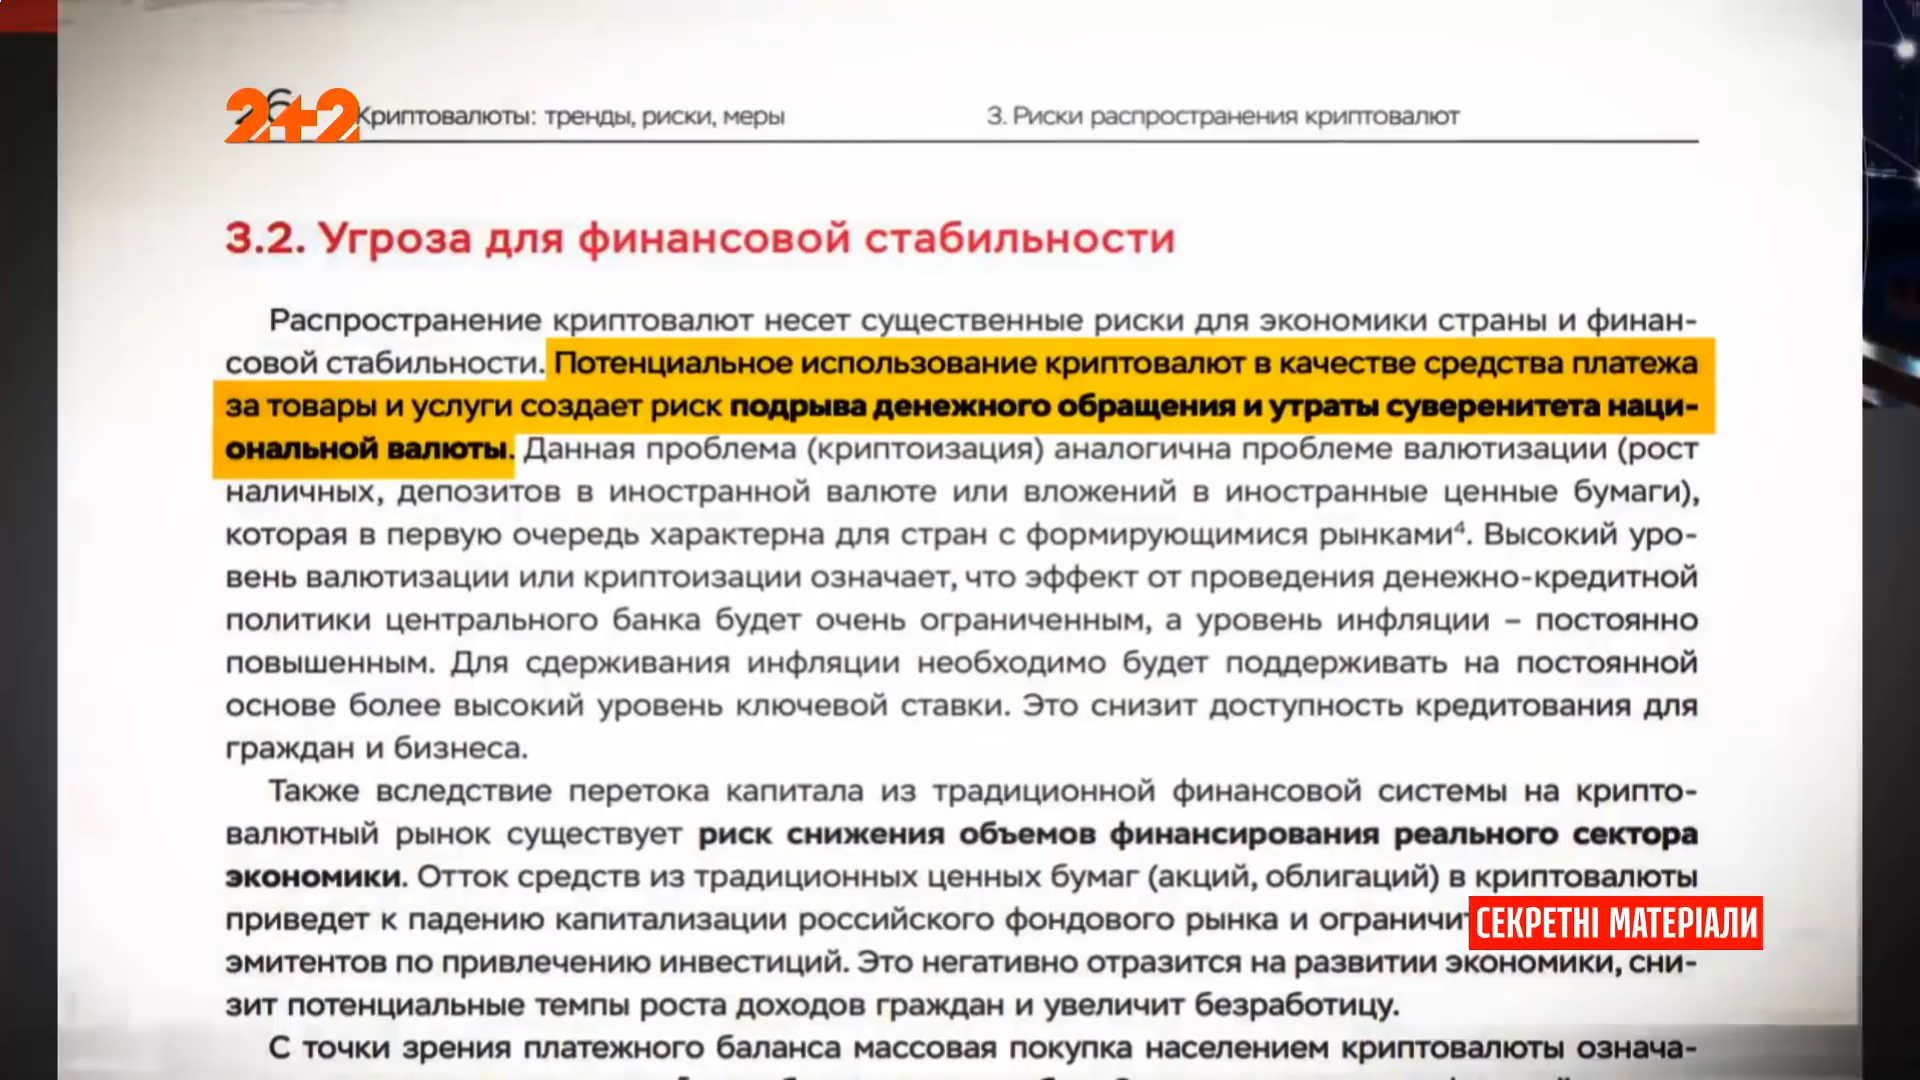 2+2
Криптовалюты: тренды, риски, меры
3. Риски распространения криптовалют
3.2. Угроза для финансовой стабильности
Распространение криптовалют несет существенные риски для экономики страны и финан-
совой стабильности. Потенциальное использование криптовалют в качестве средства платежа
за товары и услуги создает риск подрыва денежного обращения и утраты суверенитета наци-
ональной валюты. Данная проблема (криптоизация) аналогична проблеме валютизации (рост
наличных, депозитов в иностранной валюте или вложений в иностранные ценные бумаги),
которая в первую очередь характерна для стран с формирующимися рынками⁴. Высокий уро-
вень валютизации или криптоизации означает, что эффект от проведения денежно-кредитной
политики центрального банка будет очень ограниченным, а уровень инфляции – постоянно
повышенным. Для сдерживания инфляции необходимо будет поддерживать на постоянной
основе более высокий уровень ключевой ставки. Это снизит доступность кредитования для
граждан и бизнеса.
Также вследствие перетока капитала из традиционной финансовой системы на крипто-
валютный рынок существует риск снижения объемов финансирования реального сектора
экономики. Отток средств из традиционных ценных бумаг (акций, облигаций) в криптовалюты
приведет к падению капитализации российского фондового рынка и
СЕКРЕТНІ МАТЕРІАЛИ
эмитентов по привлечению инвестиций. Это негативно отразится на развитии экономики, сни-
зит потенциальные темпы роста доходов граждан и увеличит безработицу.
С точки зрения платежного баланса массовая покупка населением криптовалюты означа-